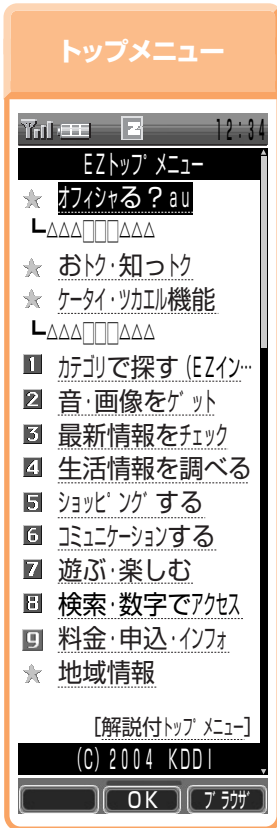 トップメニュー
12:34
EZトップメニュー
★ オフィシャる?au
┗△△△□□□△△△
★ おトク・知っトク
★ ケータイ・ツカエル機能
┗△△△□□□△△△
1 カテゴリで探す(EZイン…
2 音・画像をゲット
3 最新情報をチェック
4 生活情報を調べる
5 ショッピングする
6 コミュニケーションする
7 遊ぶ・楽しむ
8 検索・数字でアクセス
9 料金・申込・インフォ
★ 地域情報
[解説付トップメニュー]
(C) 2004 KDDI
OK ブラウザ